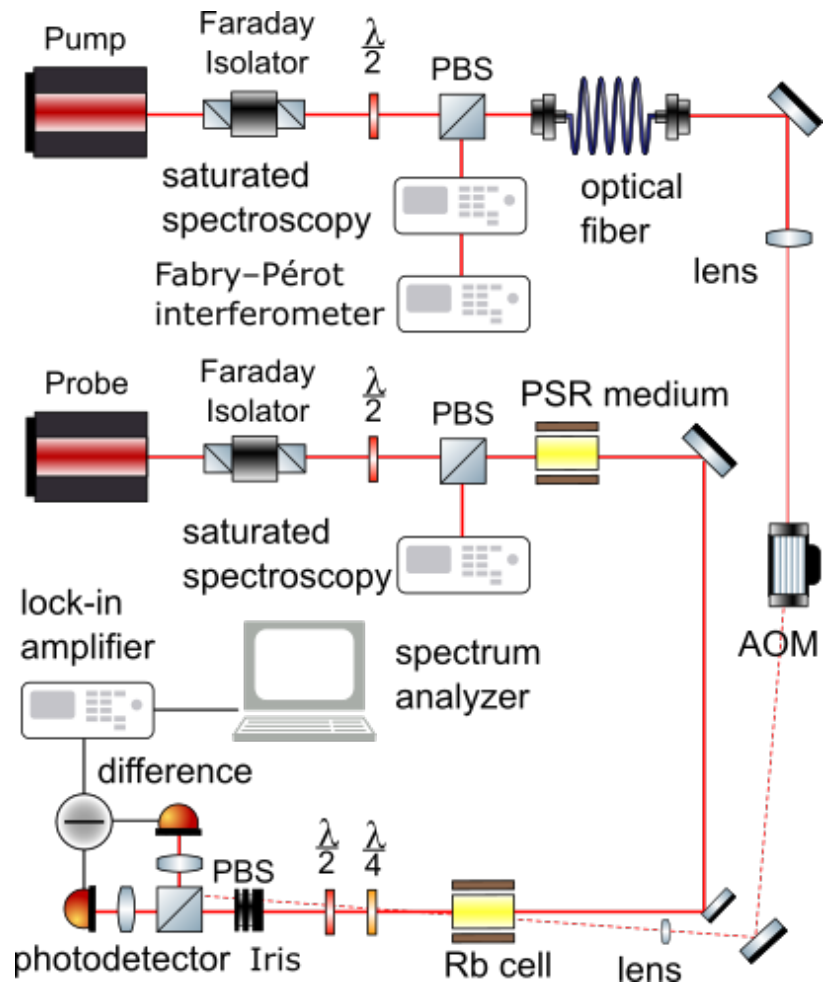 Pump
Faraday
Isolator
λ
2
PBS
saturated
spectroscopy
optical
fiber
lens
Fabry–Pérot
interferometer
Probe
Faraday
Isolator
λ
2
PBS
PSR medium
saturated
spectroscopy
AOM
lock-in
amplifier
spectrum
analyzer
difference
PBS
λ
2
λ
4
photodetector
Iris
Rb cell
lens